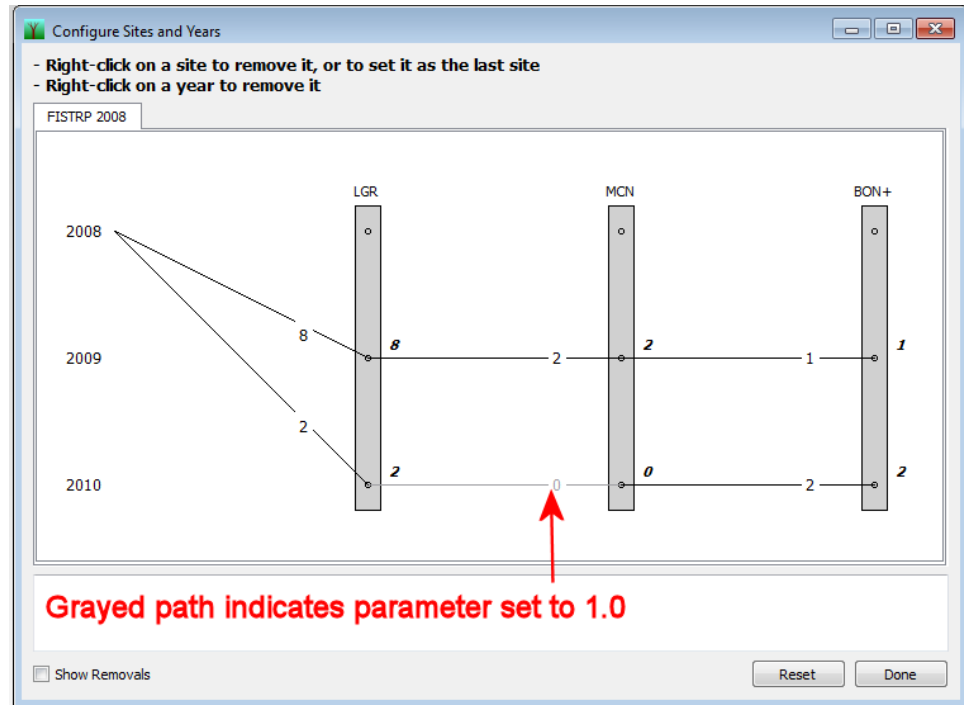 Configure Sites and Years
- Right-click on a site to remove it, or to set it as the last site
- Right-click on a year to remove it
FISTRP 2008
LGR MCN BON+
2008
8
2009 8 2 2 1 1
2
2010 2 0 0 2 2
Grayed path indicates parameter set to 1.0
Show Removals Reset Done